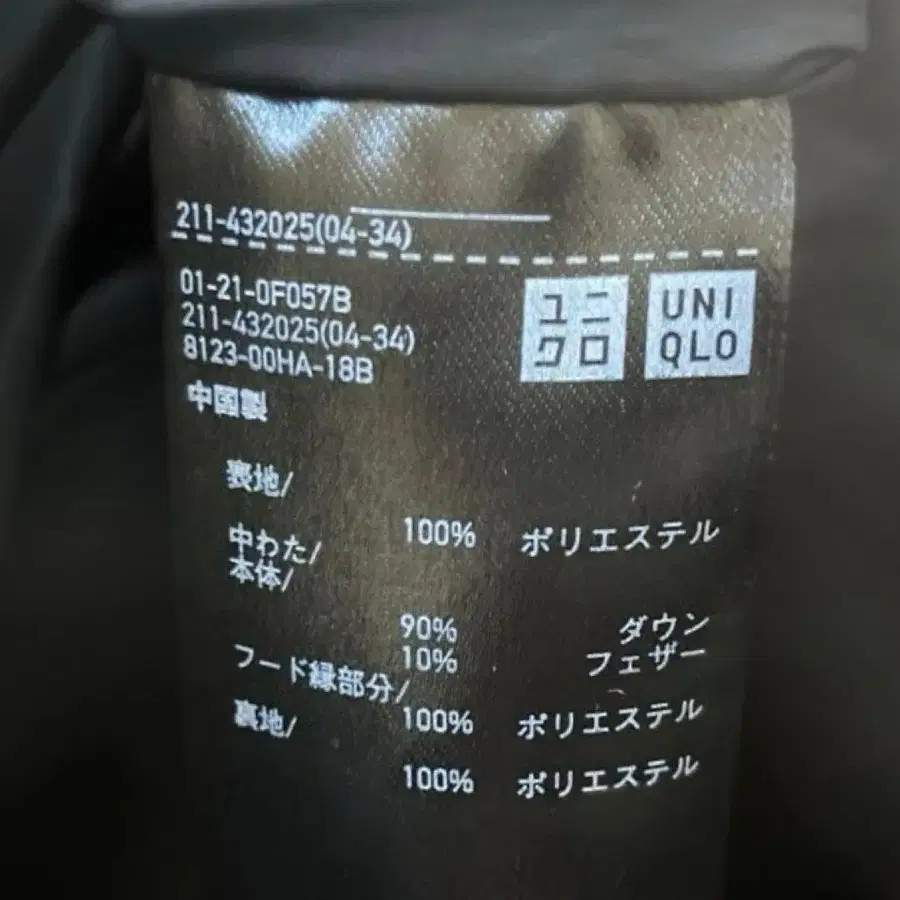 211-432025(04-34)
01-21-0F057B
211-432025(04-34)
8123-00HA-18B
中国製
ユニ
クロ
UNI
QLO
表地/
100% ポリエステル
中わた/
本体/
90% ダウン
10% フェザー
フード縁部分/
100% ポリエステル
裏地/
100% ポリエステル